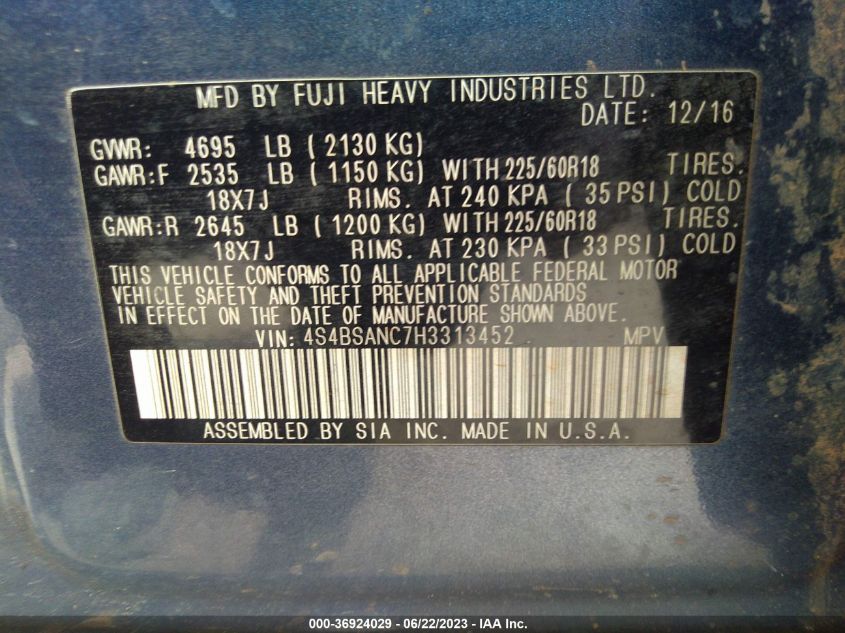 MFD BY FUJI HEAVY INDUSTRIES LTD.
DATE: 12/16
GVWR: 4695 LB ( 2130 KG)
GAWR:F 2535 LB ( 1150 KG) WITH 225/60R18 TIRES.
18X7J RIMS. AT 240 KPA ( 35 PSI) COLD
GAWR:R 2645 LB ( 1200 KG) WITH 225/60R18 TIRES.
18X7J RIMS. AT 230 KPA ( 33 PSI) COLD
THIS VEHICLE CONFORMS TO ALL APPLICABLE FEDERAL MOTOR
VEHICLE SAFETY AND THEFT PREVENTION STANDARDS
IN EFFECT ON THE DATE OF MANUFACTURE SHOWN ABOVE.
VIN: 4S4BSANC7H3313452 MPV
ASSEMBLED BY SIA INC. MADE IN U.S.A.
000-36924029 - 06/22/2023 - IAA Inc.